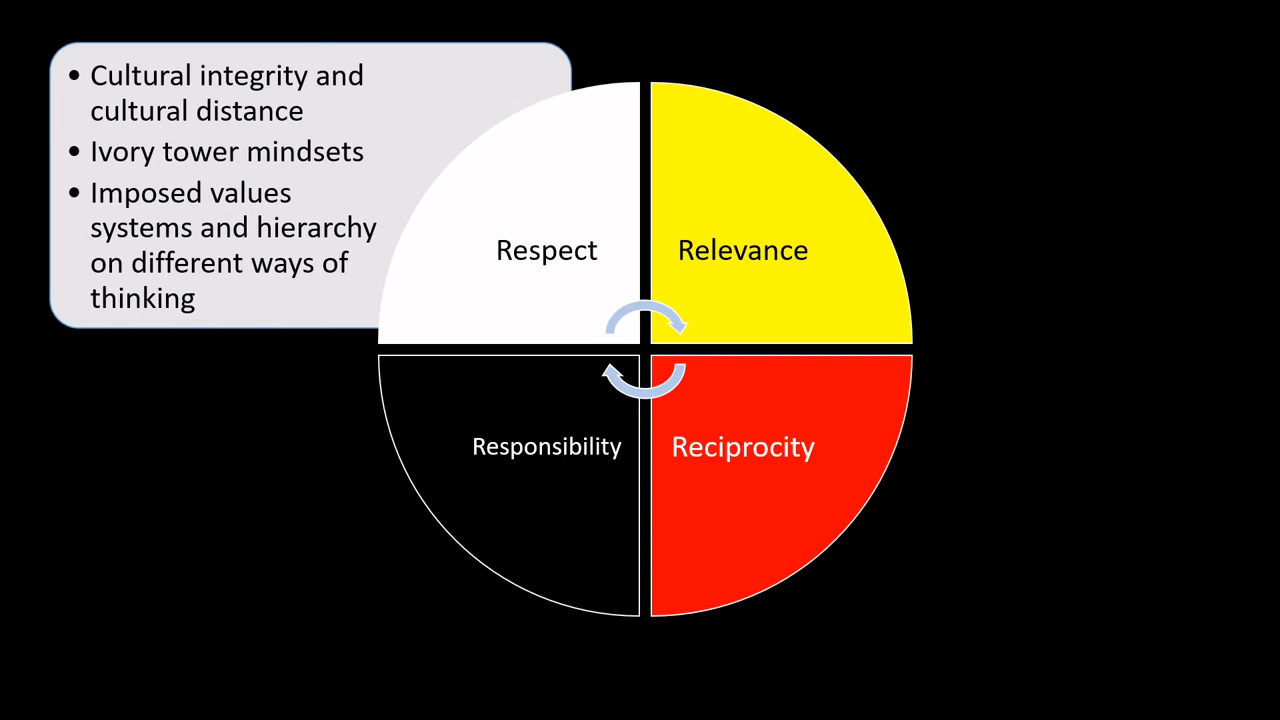 • Cultural integrity and
cultural distance
• Ivory tower mindsets
• Imposed values
systems and hierarchy
on different ways of
thinking
Respect
Relevance
Responsibility
Reciprocity